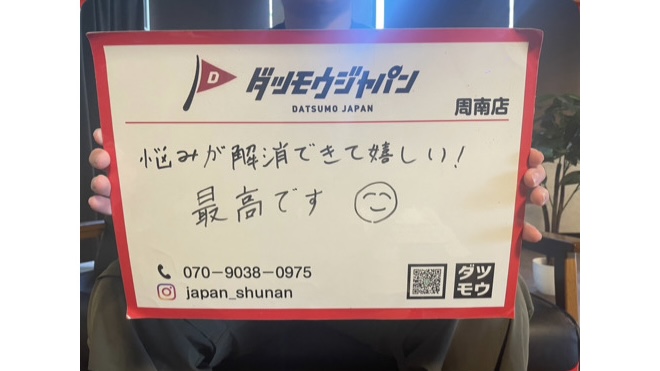 D
ダツモウジャパン
DATSUMO JAPAN
周南店
悩みが解消できて嬉しい!
最高です
070-9038-0975
japan_shunan
ダツ
モウ